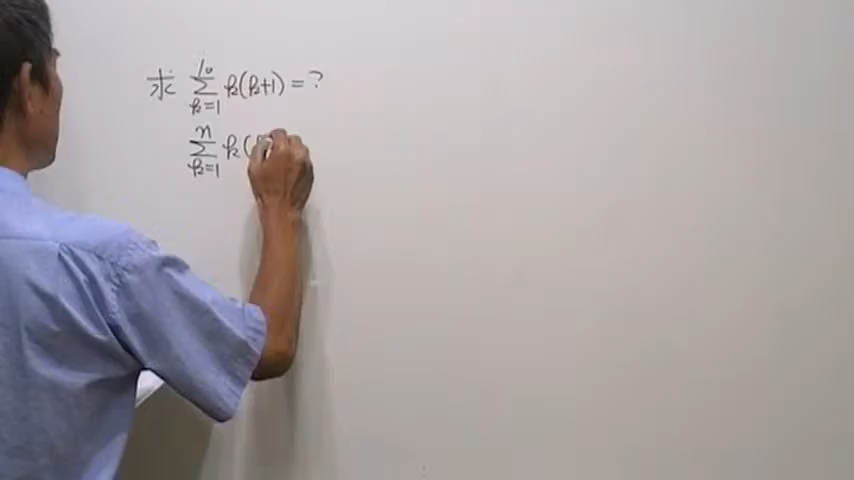 求 \sum_{k=1}^{10} k(k+1) = ?
\sum_{k=1}^{n} k(